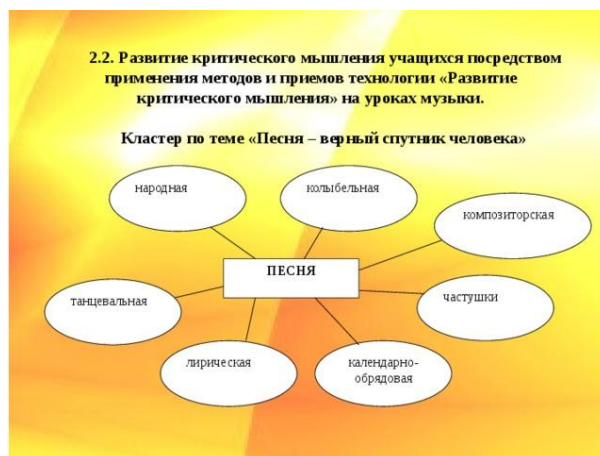 2.2. Развитие критического мышления учащихся посредством
применения методов и приемов технологии «Развитие
критического мышления» на уроках музыки.
Кластер по теме «Песня – верный спутник человека»
народная
колыбельная
композиторская
ПЕСНЯ
танцевальная
частушки
лирическая
календарно-
обрядовая